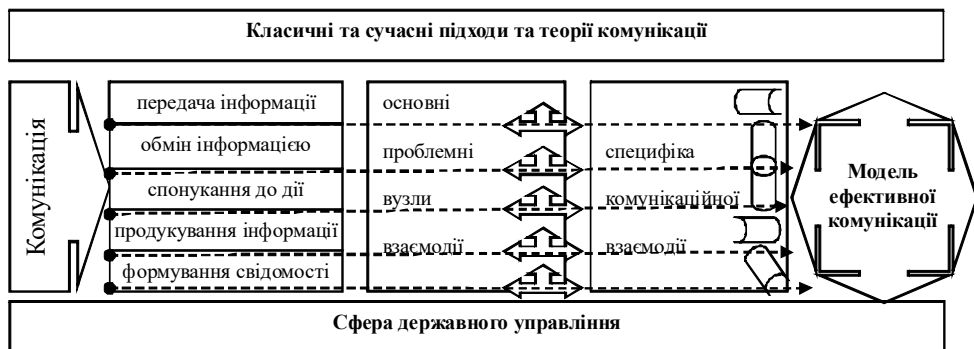 Класичні та сучасні підходи та теорії комунікації
Комунікація
передача інформації
обмін інформацією
спонукання до дії
продукування інформації
формування свідомості
основні
проблемні
вузли
взаємодії
специфіка
комунікаційної
взаємодії
Модель
ефективної
комунікації
Сфера державного управління